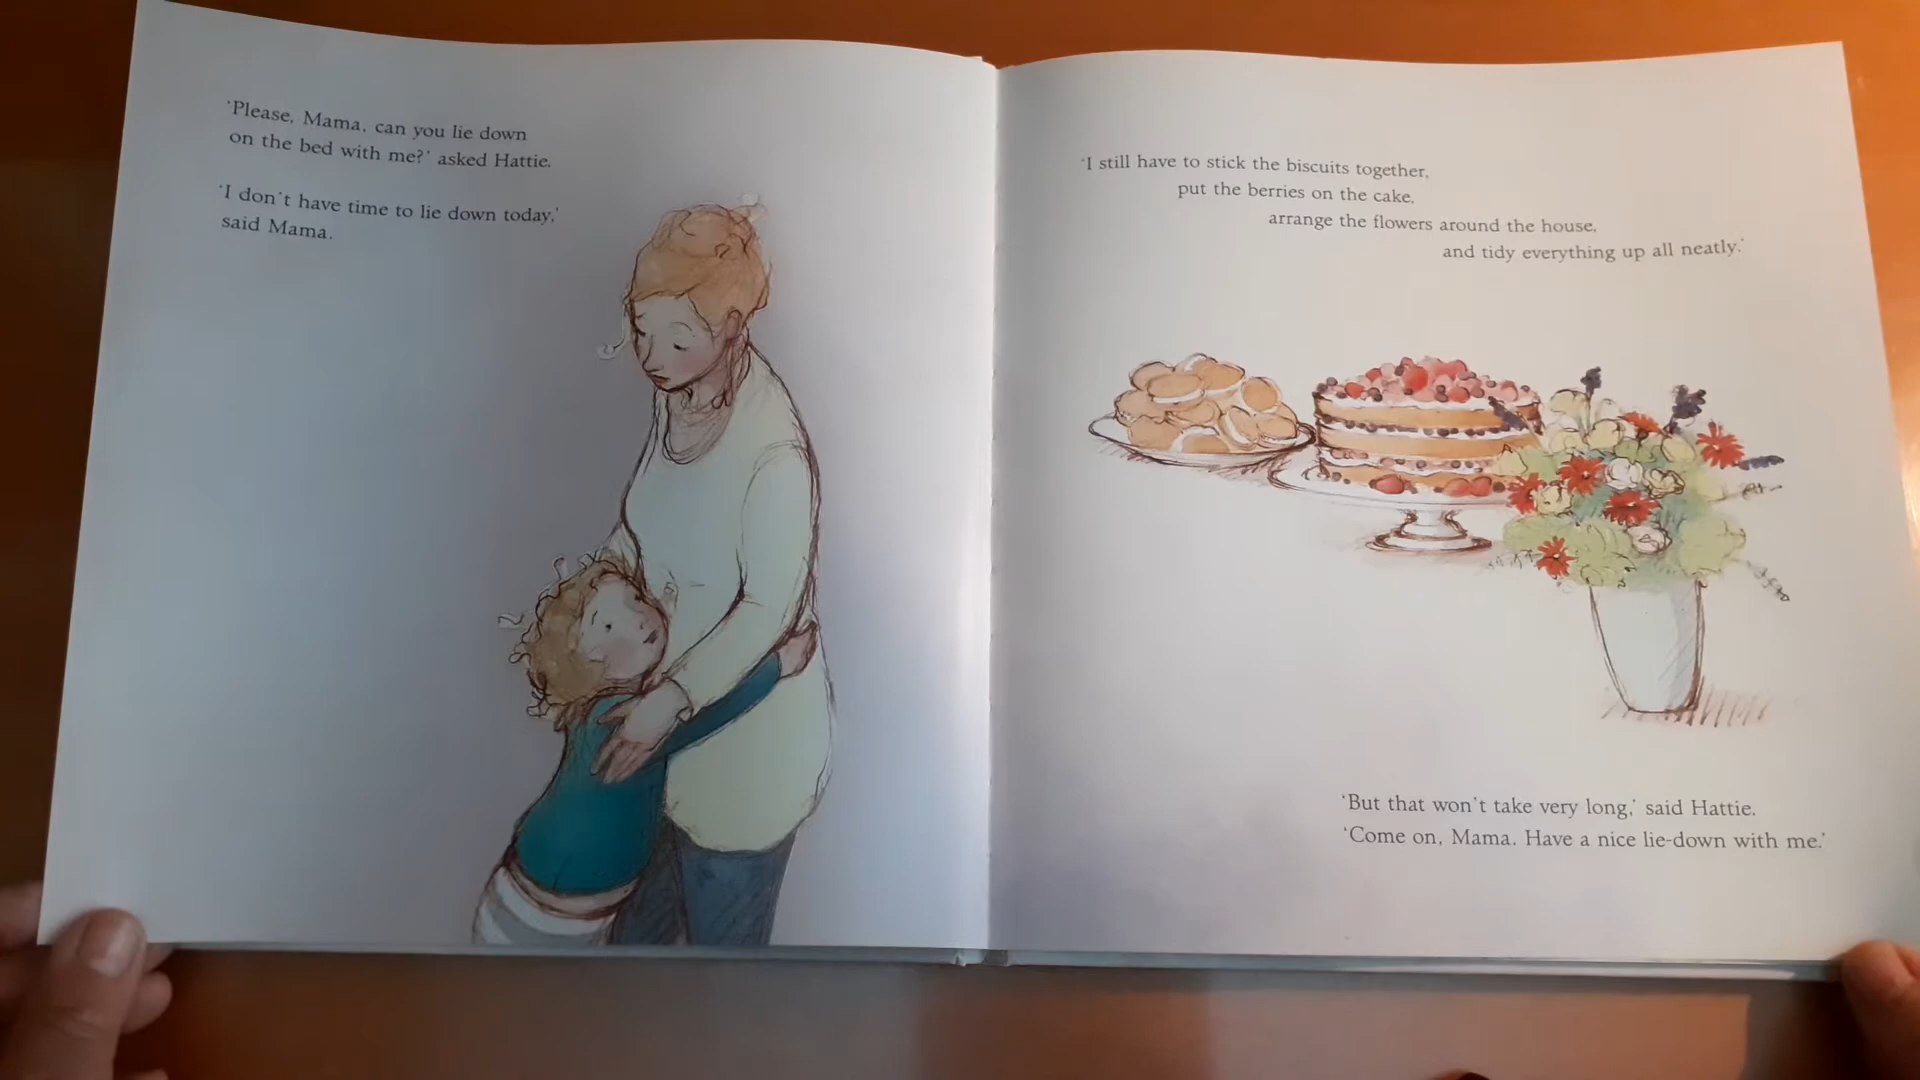 ‘Please, Mama, can you lie down
on the bed with me?’ asked Hattie.
‘I don’t have time to lie down today,’
said Mama.
‘I still have to stick the biscuits together,
put the berries on the cake,
arrange the flowers around the house,
and tidy everything up all neatly.’
‘But that won’t take very long,’ said Hattie.
‘Come on, Mama. Have a nice lie-down with me.’